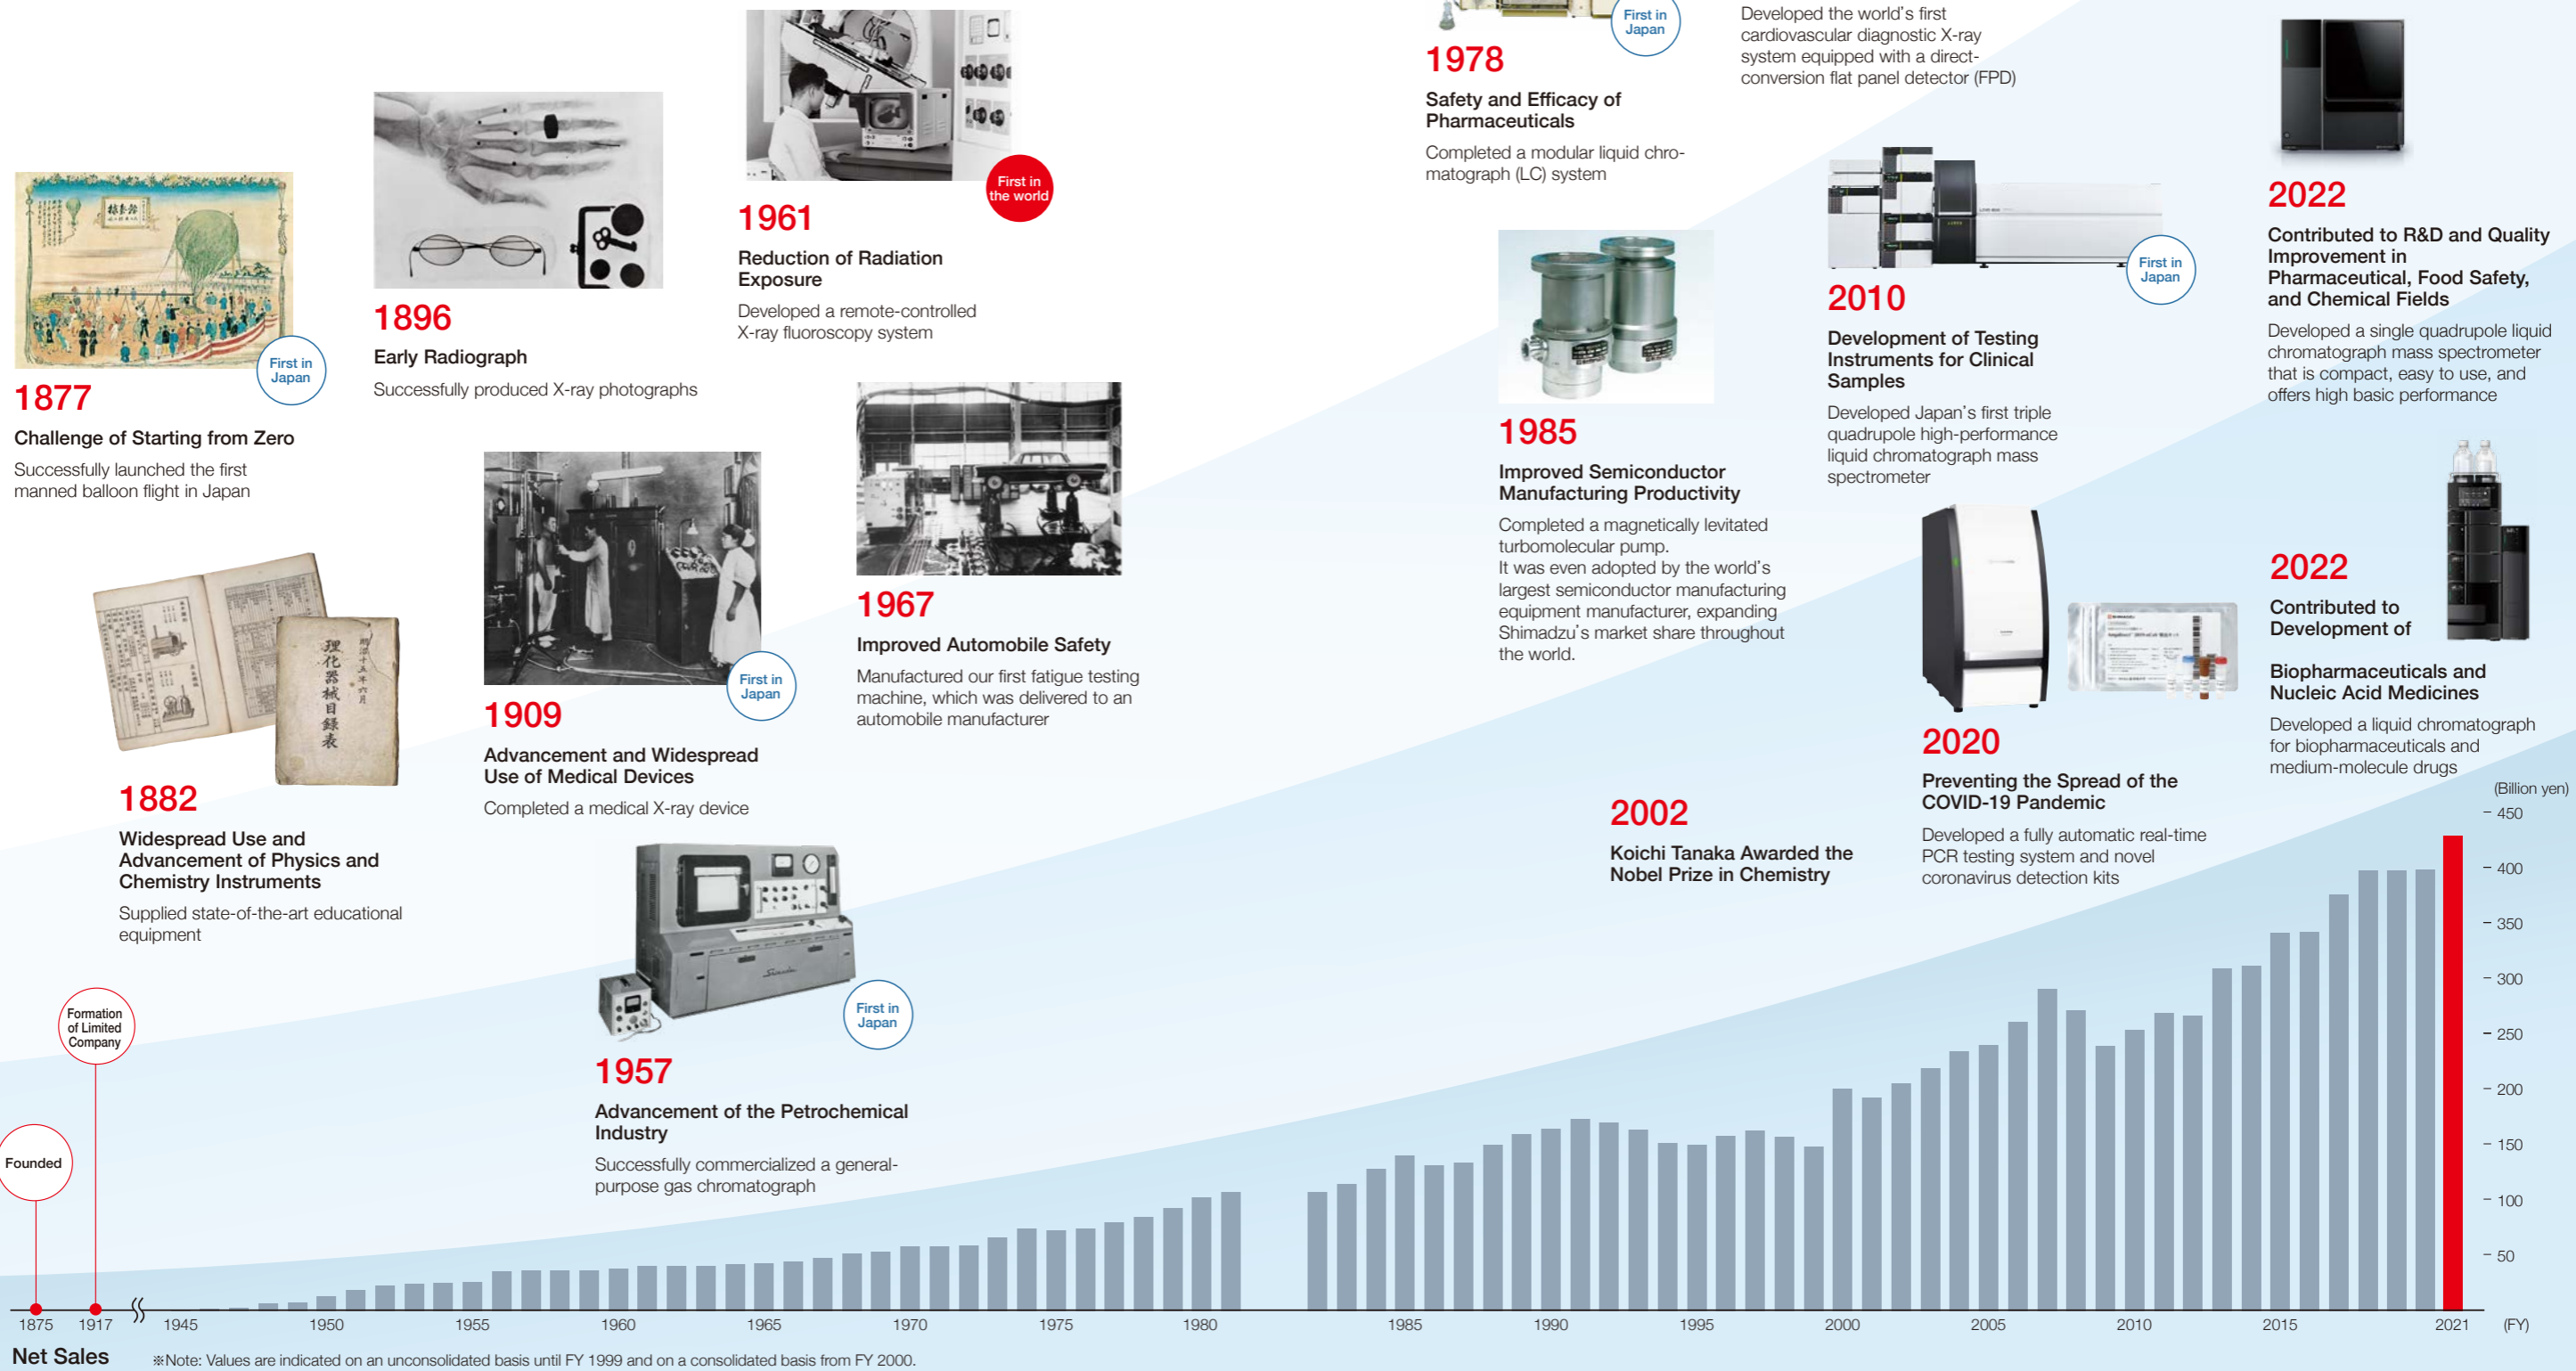 First in
Japan
1877
Challenge of Starting from Zero
Successfully launched the first
manned balloon flight in Japan
理化器械目録表
明治十五年六月
1882
Widespread Use and
Advancement of Physics and
Chemistry Instruments
Supplied state-of-the-art educational
equipment
1896
Early Radiograph
Successfully produced X-ray photographs
First in
Japan
1909
Advancement and Widespread
Use of Medical Devices
Completed a medical X-ray device
First in
Japan
1957
Advancement of the Petrochemical
Industry
Successfully commercialized a general-
purpose gas chromatograph
First in
the world
1961
Reduction of Radiation
Exposure
Developed a remote-controlled
X-ray fluoroscopy system
1967
Improved Automobile Safety
Manufactured our first fatigue testing
machine, which was delivered to an
automobile manufacturer
First in
Japan
1978
Safety and Efficacy of
Pharmaceuticals
Completed a modular liquid chro-
matograph (LC) system
1985
Improved Semiconductor
Manufacturing Productivity
Completed a magnetically levitated
turbomolecular pump.
It was even adopted by the world's
largest semiconductor manufacturing
equipment manufacturer, expanding
Shimadzu's market share throughout
the world.
2002
Koichi Tanaka Awarded the
Nobel Prize in Chemistry
Developed the world's first
cardiovascular diagnostic X-ray
system equipped with a direct-
conversion flat panel detector (FPD)
First in
Japan
2010
Development of Testing
Instruments for Clinical
Samples
Developed Japan's first triple
quadrupole high-performance
liquid chromatograph mass
spectrometer
2020
Preventing the Spread of the
COVID-19 Pandemic
Developed a fully automatic real-time
PCR testing system and novel
coronavirus detection kits
2022
Contributed to R&D and Quality
Improvement in
Pharmaceutical, Food Safety,
and Chemical Fields
Developed a single quadrupole liquid
chromatograph mass spectrometer
that is compact, easy to use, and
offers high basic performance
2022
Contributed to
Development of
Biopharmaceuticals and
Nucleic Acid Medicines
Developed a liquid chromatograph
for biopharmaceuticals and
medium-molecule drugs
(Billion yen)
450
400
350
300
250
200
150
100
50
Formation
of Limited
Company
Founded
1875 1917 1945 1950 1955 1960 1965 1970 1975 1980 1985 1990 1995 2000 2005 2010 2015 2021 (FY)
Net Sales
※Note: Values are indicated on an unconsolidated basis until FY 1999 and on a consolidated basis from FY 2000.